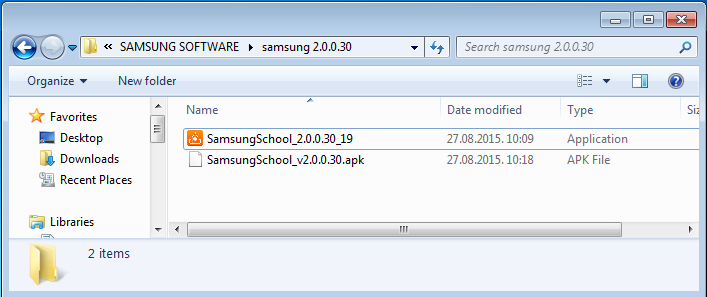 « SAMSUNG SOFTWARE samsung 2.0.0.30 Search samsung 2.0.0.30
Organize New folder
Favorites
Desktop
Downloads
Recent Places
Libraries
Name Date modified Type Siz
SamsungSchool_2.0.0.30_19 27.08.2015. 10:09 Application
SamsungSchool_v2.0.0.30.apk 27.08.2015. 10:18 APK File
2 items